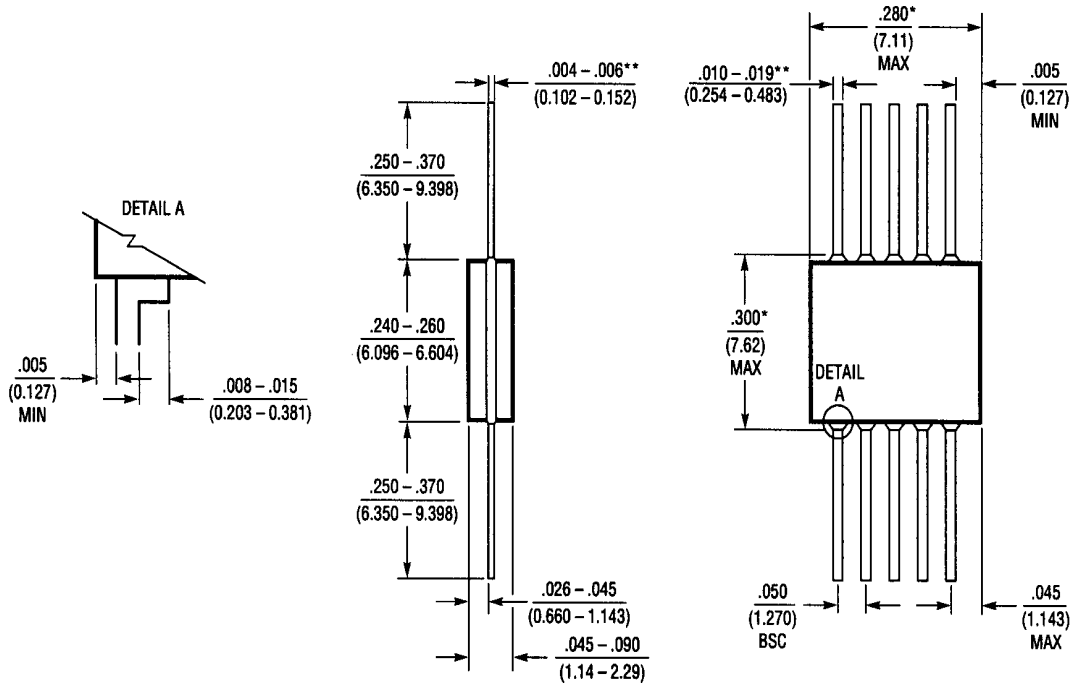 .280*
(7.11)
MAX
.004 – .006**
(0.102 – 0.152)
.010 – .019**
(0.254 – 0.483)
.005
(0.127)
MIN
.250 – .370
(6.350 – 9.398)
DETAIL A
.240 – .260
(6.096 – 6.604)
.300*
(7.62)
MAX
DETAIL
A
.005
(0.127)
MIN
.008 – .015
(0.203 – 0.381)
.250 – .370
(6.350 – 9.398)
.026 – .045
(0.660 – 1.143)
.045 – .090
(1.14 – 2.29)
.050
(1.270)
BSC
.045
(1.143)
MAX